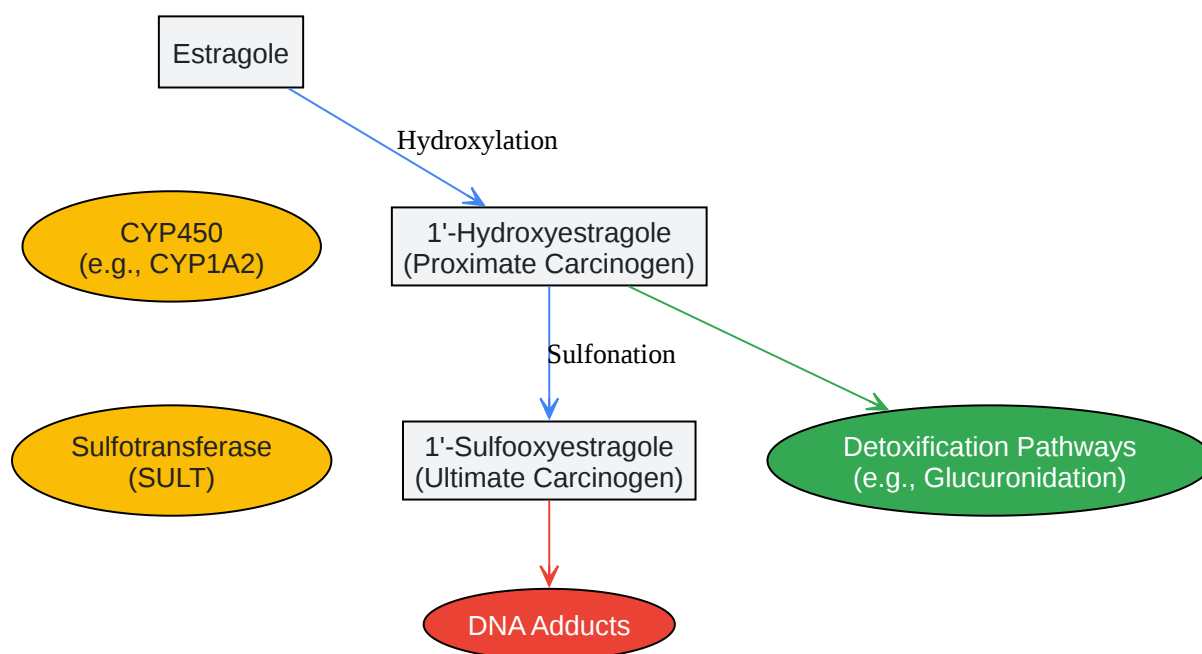 Estragole
Hydroxylation
CYP450
(e.g., CYP1A2)
1'-Hydroxyestragole
(Proximate Carcinogen)
Sulfonation
Sulfotransferase
(SULT)
1'-Sulfooxyestragole
(Ultimate Carcinogen)
Detoxification Pathways
(e.g., Glucuronidation)
DNA Adducts